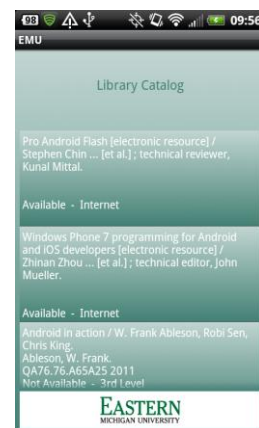 98 09:56
EMU
Library Catalog
Pro Android Flash [electronic resource] /
Stephen Chin ... [et al.] ; technical reviewer,
Kunal Mittal.
Available - Internet
Windows Phone 7 programming for Android
and iOS developers [electronic resource] /
Zhinan Zhou ... [et al.] ; technical editor, John
Mueller.
Available - Internet
Android in action / W. Frank Ableson, Robi Sen,
Chris King.
Ableson, W. Frank.
QA76.76.A65A25 2011
Not Available - 3rd Level
EASTERN
MICHIGAN UNIVERSITY